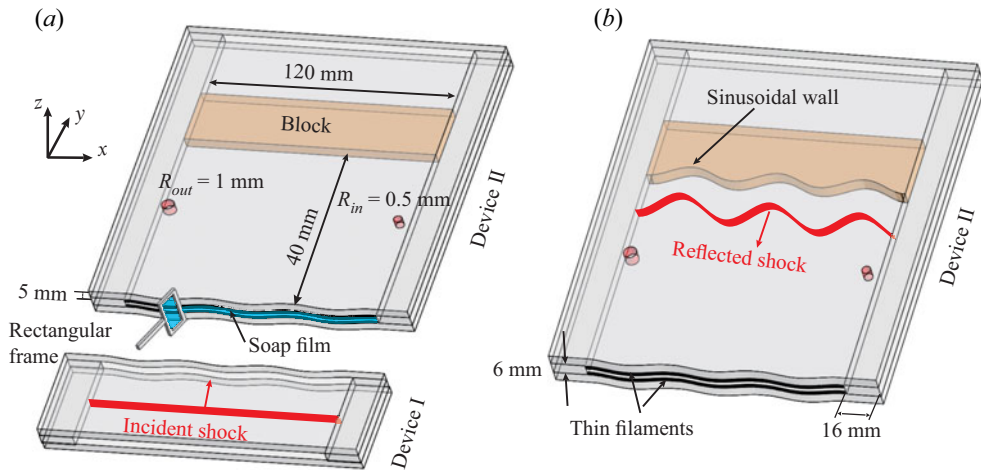 (a)
120 mm
z
y
x
Block
R_out = 1 mm
R_in = 0.5 mm
40 mm
Device II
5 mm
Rectangular
frame
Soap film
Incident shock
Device I
(b)
Sinusoidal wall
Reflected shock
Device II
6 mm
Thin filaments
16 mm